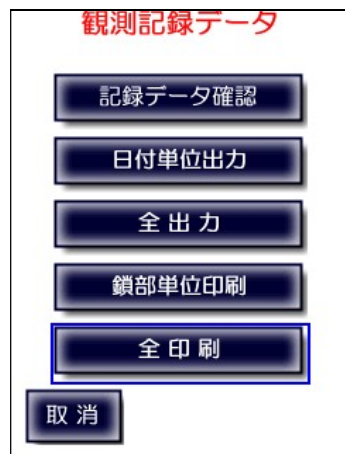 観測記録データ
記録データ確認
日付単位出力
全 出 力
鎖部単位印刷
全 印 刷
取 消